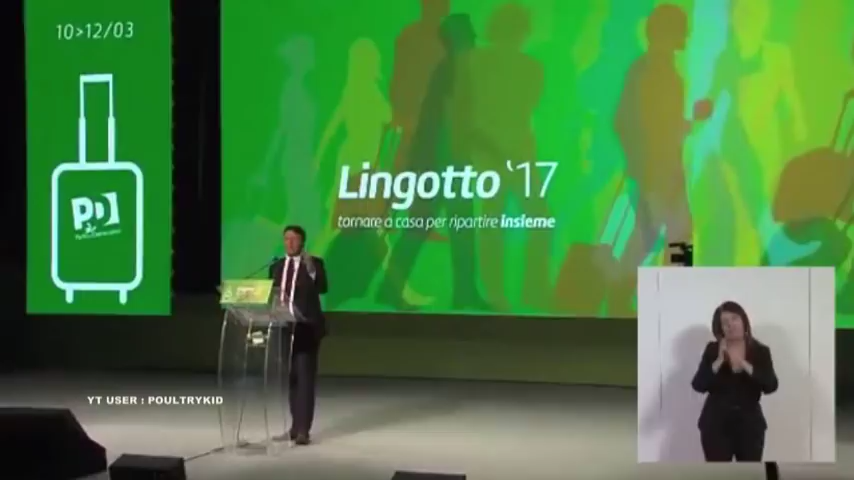 10>12/03
PD
Lingotto '17
tornare a casa per ripartire insieme
YT USER : POULTRYKID